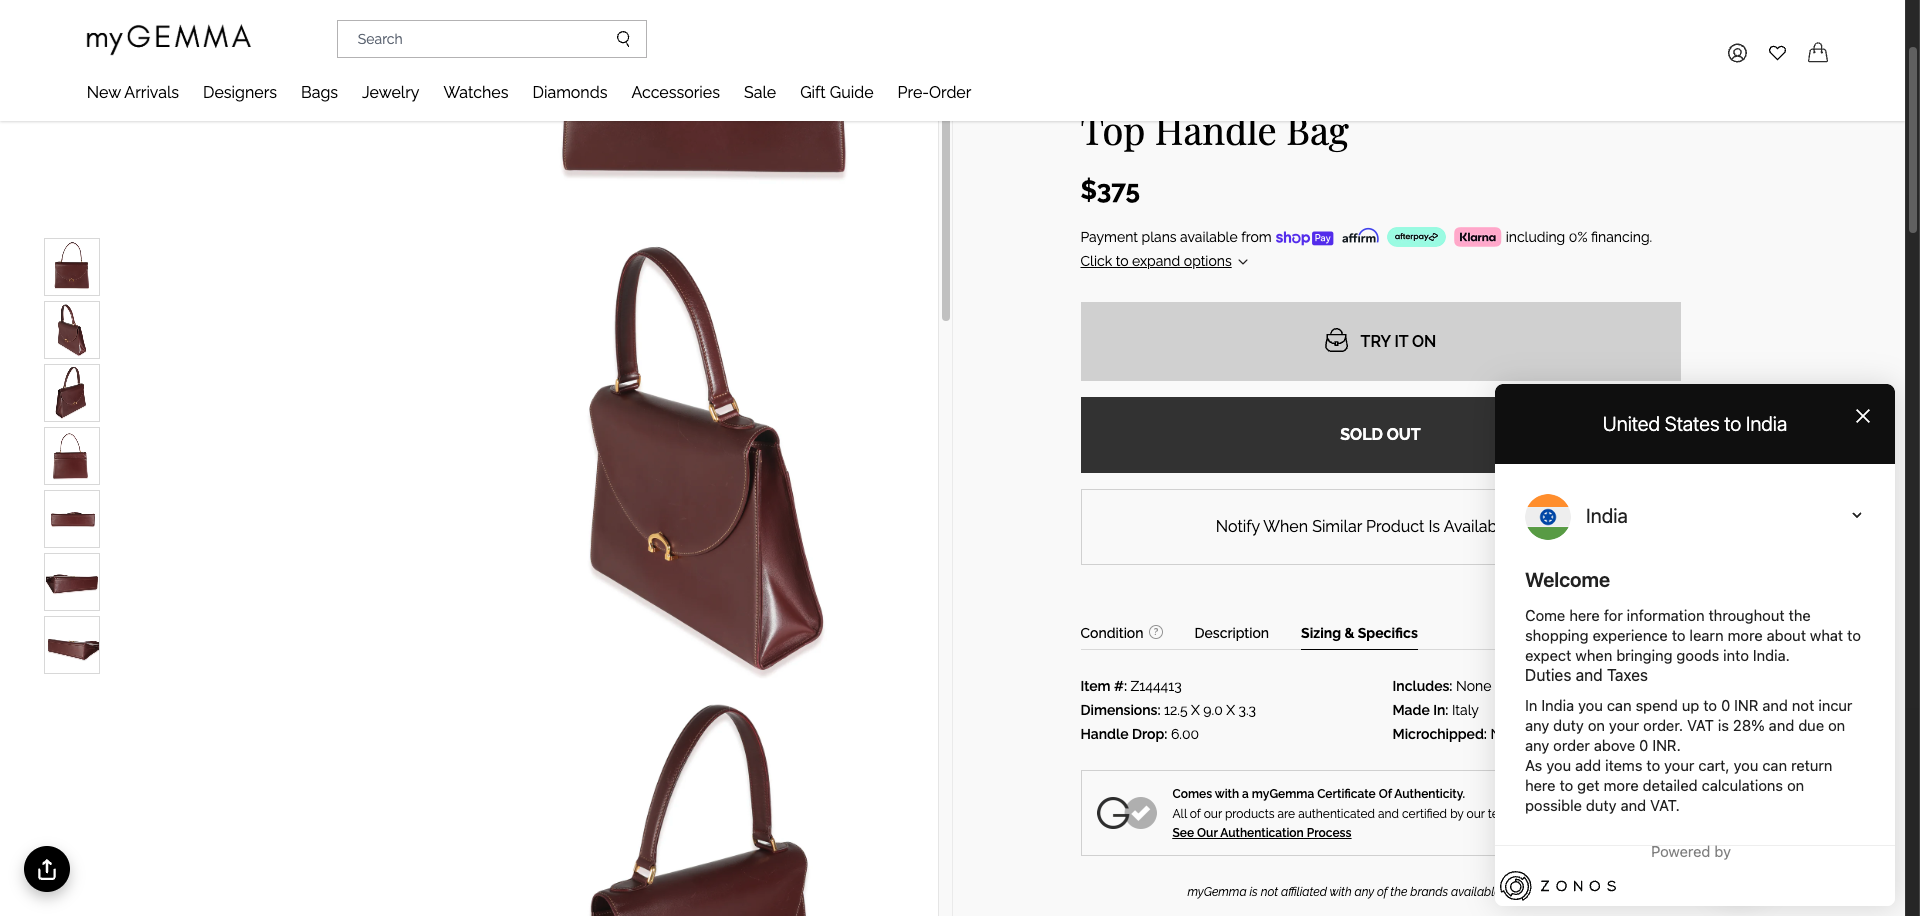 myGEMMA
Search
New Arrivals Designers Bags Jewelry Watches Diamonds Accessories Sale Gift Guide Pre-Order
Top Handle Bag
$375
Payment plans available from shop Pay affirm afterpay Klarna including 0% financing.
Click to expand options
TRY IT ON
SOLD OUT
Notify When Similar Product Is
Condition ? Description Sizing & Specifics
Item #: Z144413
Dimensions: 12.5 X 9.0 X 3.3
Handle Drop: 6.00
Includes: None
Made In: Italy
Microchipped:
Comes with a myGemma Certificate Of Authenticity.
All of our products are authenticated and certified by our
See Our Authentication Process
myGemma is not affiliated with any of the brands
United States to India
India
Welcome
Come here for information throughout the
shopping experience to learn more about what to
expect when bringing goods into India.
Duties and Taxes
In India you can spend up to 0 INR and not incur
any duty on your order. VAT is 28% and due on
any order above 0 INR.
As you add items to your cart, you can return
here to get more detailed calculations on
possible duty and VAT.
Powered by
ZONOS